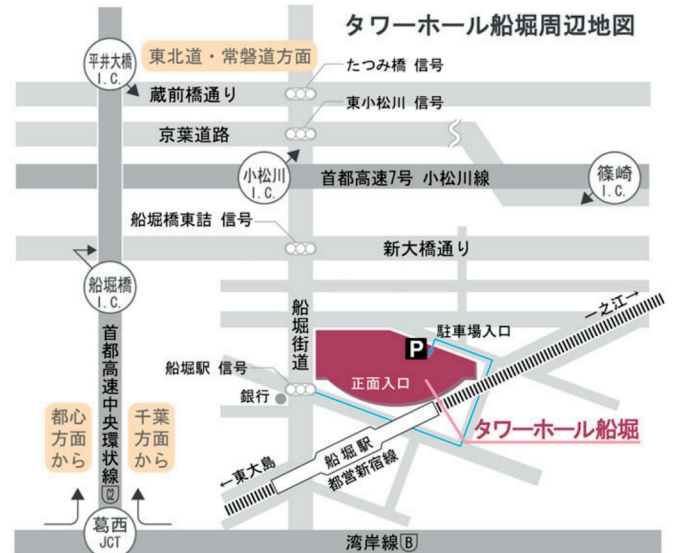 タワーホール船堀周辺地図
平井大橋
I.C.
東北道・常磐道方面
たつみ橋 信号
蔵前橋通り
東小松川 信号
京葉道路
小松川
I.C.
首都高速7号 小松川線
篠崎
I.C.
船堀橋東詰 信号
新大橋通り
船堀橋
I.C.
船堀街道
一之江→
駐車場入口
P
首都高速中央環状線
C2
船堀駅 信号
正面入口
銀行
都心
方面
から
千葉
方面
から
タワーホール船堀
船堀駅
都営新宿線
←東大島
葛西
JCT
湾岸線 B